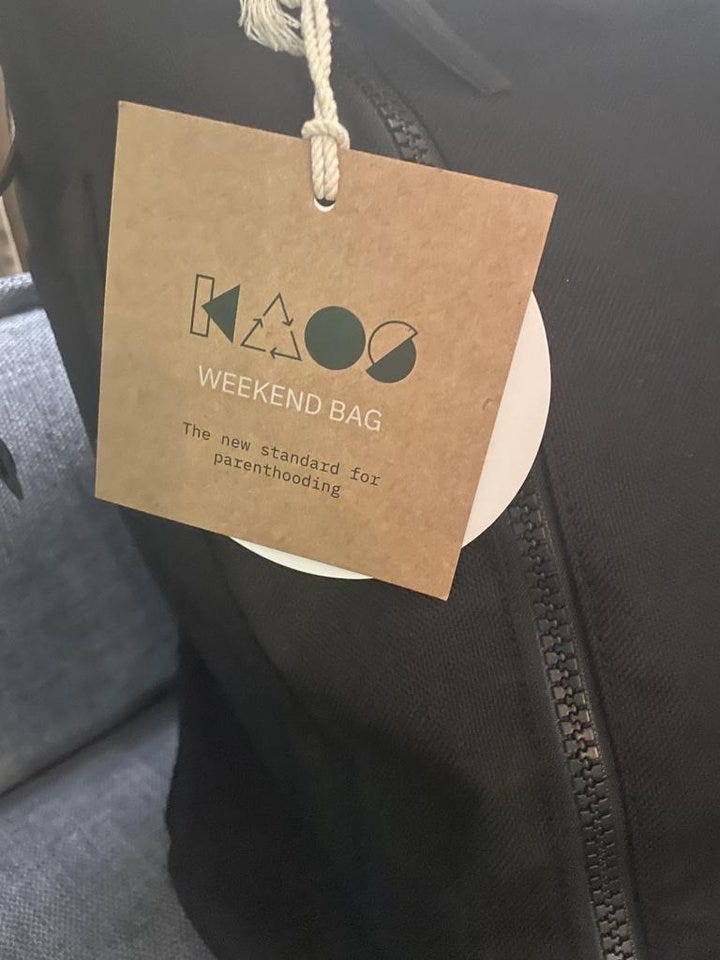 KAOS
WEEKEND BAG
The new standard for
parenthooding